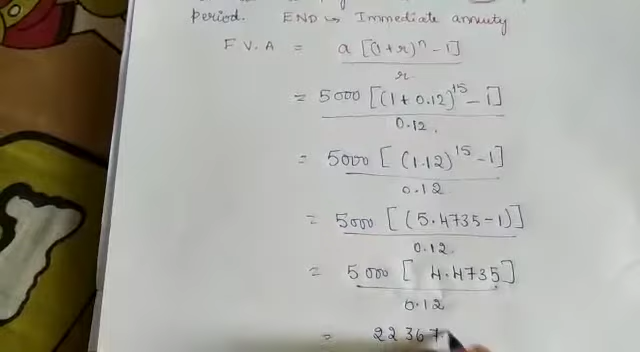 period. END → Immediate annuity
F V.A = a [(1+r)^n - 1]
r
= 5000 [(1+0.12)^15 - 1]
0.12.
= 5000 [(1.12)^15 - 1]
0.12
= 5000 [(5.4735-1)]
0.12.
= 5000 [ 4.4735]
0.12
= 22367.